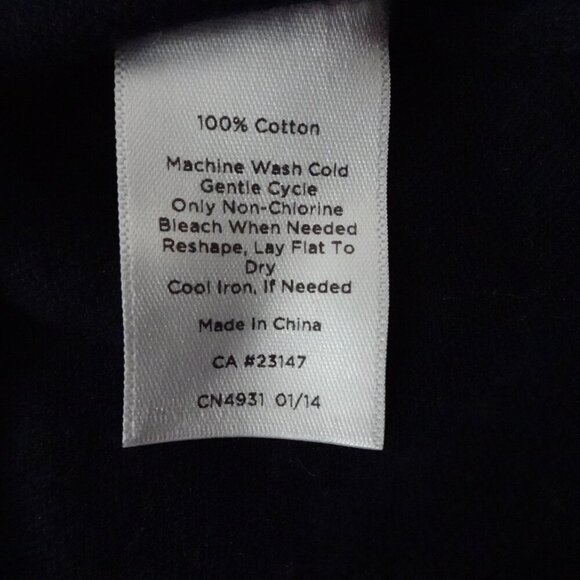 100% Cotton
Machine Wash Cold
Gentle Cycle
Only Non-Chlorine
Bleach When Needed
Reshape, Lay Flat To
Dry
Cool Iron, If Needed
Made In China
CA #23147
CN4931 01/14